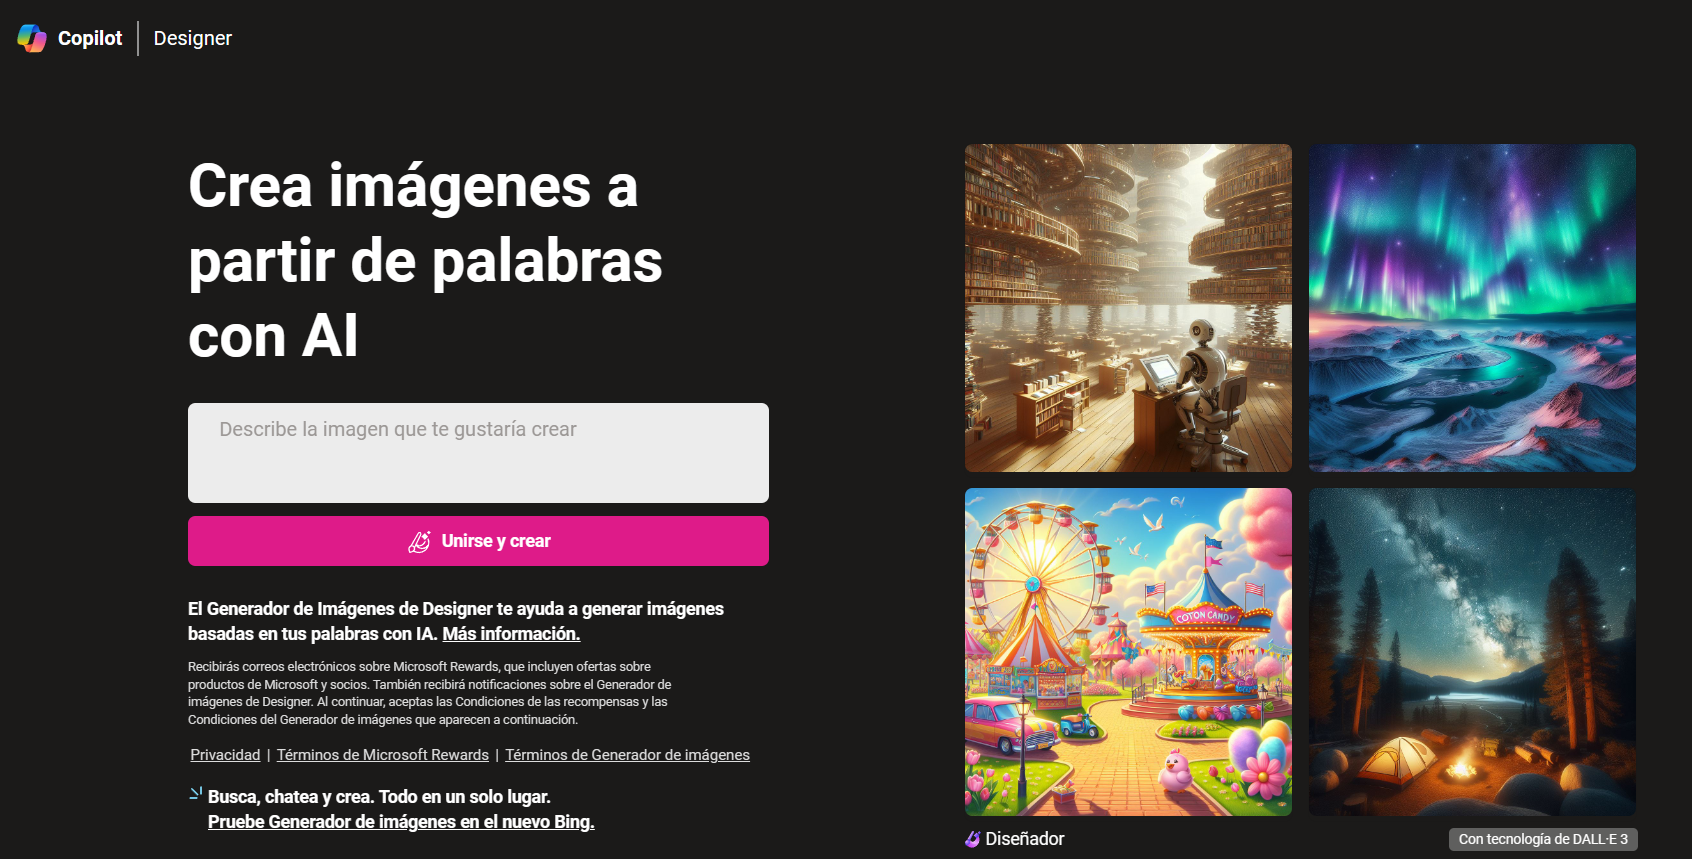 Copilot | Designer
Crea imágenes a
partir de palabras
con AI
Describe la imagen que te gustaría crear
Unirse y crear
El Generador de Imágenes de Designer te ayuda a generar imágenes
basadas en tus palabras con IA. Más información.
Recibirás correos electrónicos sobre Microsoft Rewards, que incluyen ofertas sobre
productos de Microsoft y socios. También recibirá notificaciones sobre el Generador de
imágenes de Designer. Al continuar, aceptas las Condiciones de las recompensas y las
Condiciones del Generador de imágenes que aparecen a continuación.
Privacidad | Términos de Microsoft Rewards | Términos de Generador de imágenes
Busca, chatea y crea. Todo en un solo lugar.
Pruebe Generador de imágenes en el nuevo Bing.
COTON CANDY
Diseñador
Con tecnología de DALL·E 3